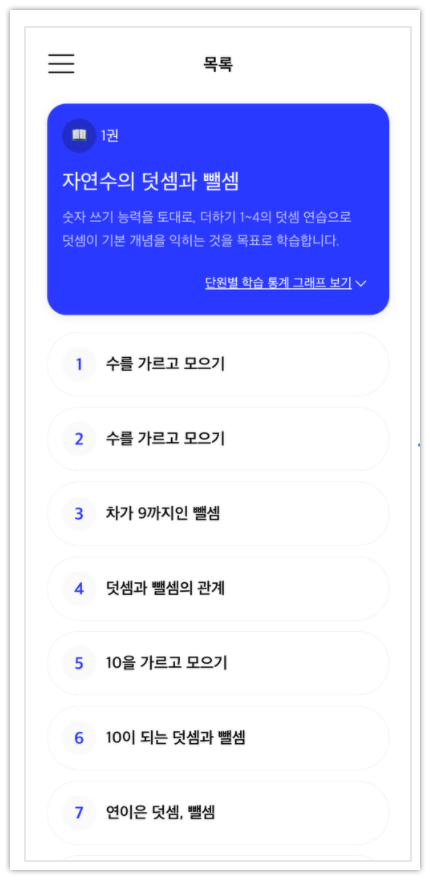 목록
1권
자연수의 덧셈과 뺄셈
숫자 쓰기 능력을 토대로, 더하기 1~4의 덧셈 연습으로
덧셈이 기본 개념을 익히는 것을 목표로 학습합니다.
단원별 학습 통계 그래프 보기
1 수를 가르고 모으기
2 수를 가르고 모으기
3 차가 9까지인 뺄셈
4 덧셈과 뺄셈의 관계
5 10을 가르고 모으기
6 10이 되는 덧셈과 뺄셈
7 연이은 덧셈, 뺄셈